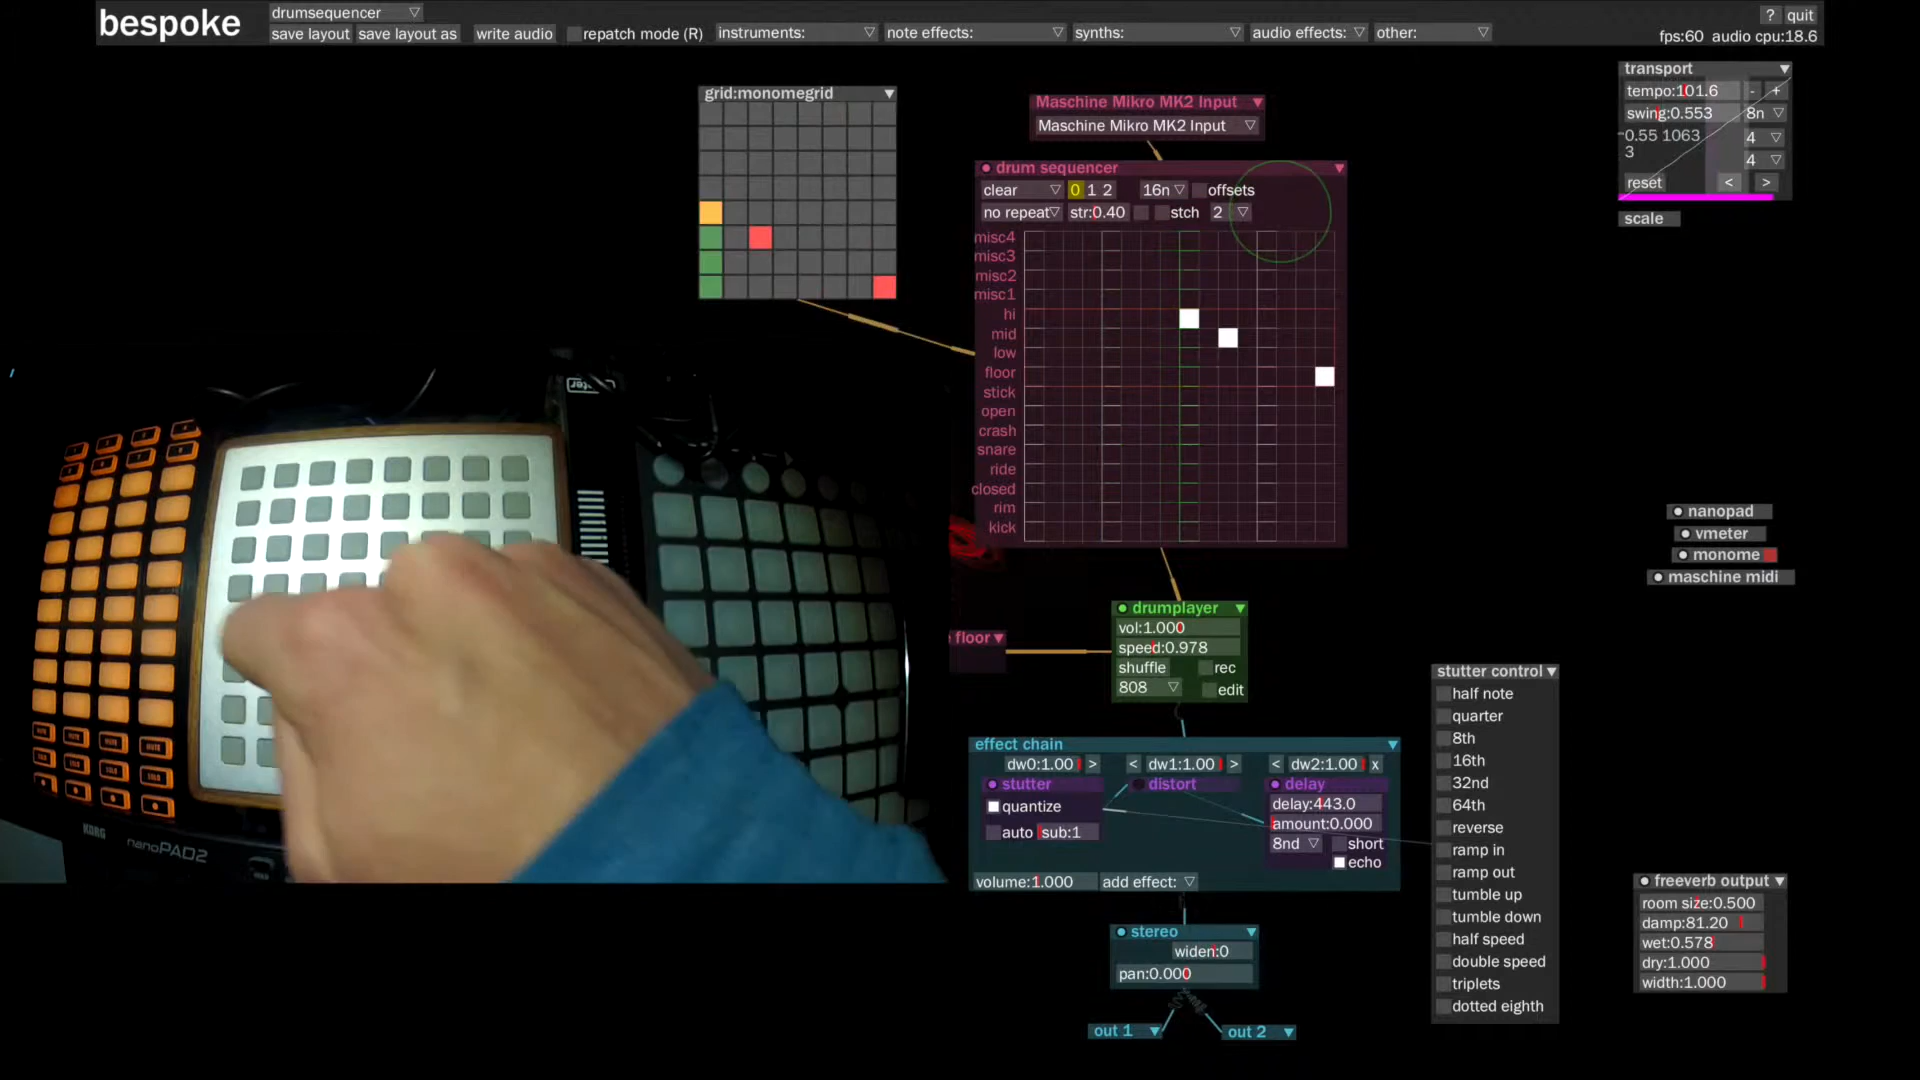 bespoke
drumsequencer
save layout save layout as write audio repatch mode (R) instruments: note effects: synths: audio effects: other:
? quit
fps:60 audio cpu:18.6
grid:monomegrid
Maschine Mikro MK2 Input
Maschine Mikro MK2 Input
drum sequencer
clear 0 1 2 16n offsets
no repeat str:0.40 stch 2
misc4
misc3
misc2
misc1
hi
mid
low
floor
stick
open
crash
snare
ride
closed
rim
kick
transport
tempo:101.6 - +
swing:0.553 8n
0.55 1063 4
3 4
reset < >
scale
nanopad
vmeter
monome
maschine midi
floor
drumplayer
vol:1.000
speed:0.978
shuffle rec
808 edit
effect chain
dw0:1.00 > < dw1:1.00 > < dw2:1.00 x
stutter distort delay
quantize delay:443.0
auto sub:1 amount:0.000
8nd short
echo
volume:1.000 add effect:
stereo
widen:0
pan:0.000
out 1 out 2
stutter control
half note
quarter
8th
16th
32nd
64th
reverse
ramp in
ramp out
tumble up
tumble down
half speed
double speed
triplets
dotted eighth
freeverb output
room size:0.500
damp:81.20
wet:0.578
dry:1.000
width:1.000
KORG
nanoPAD2